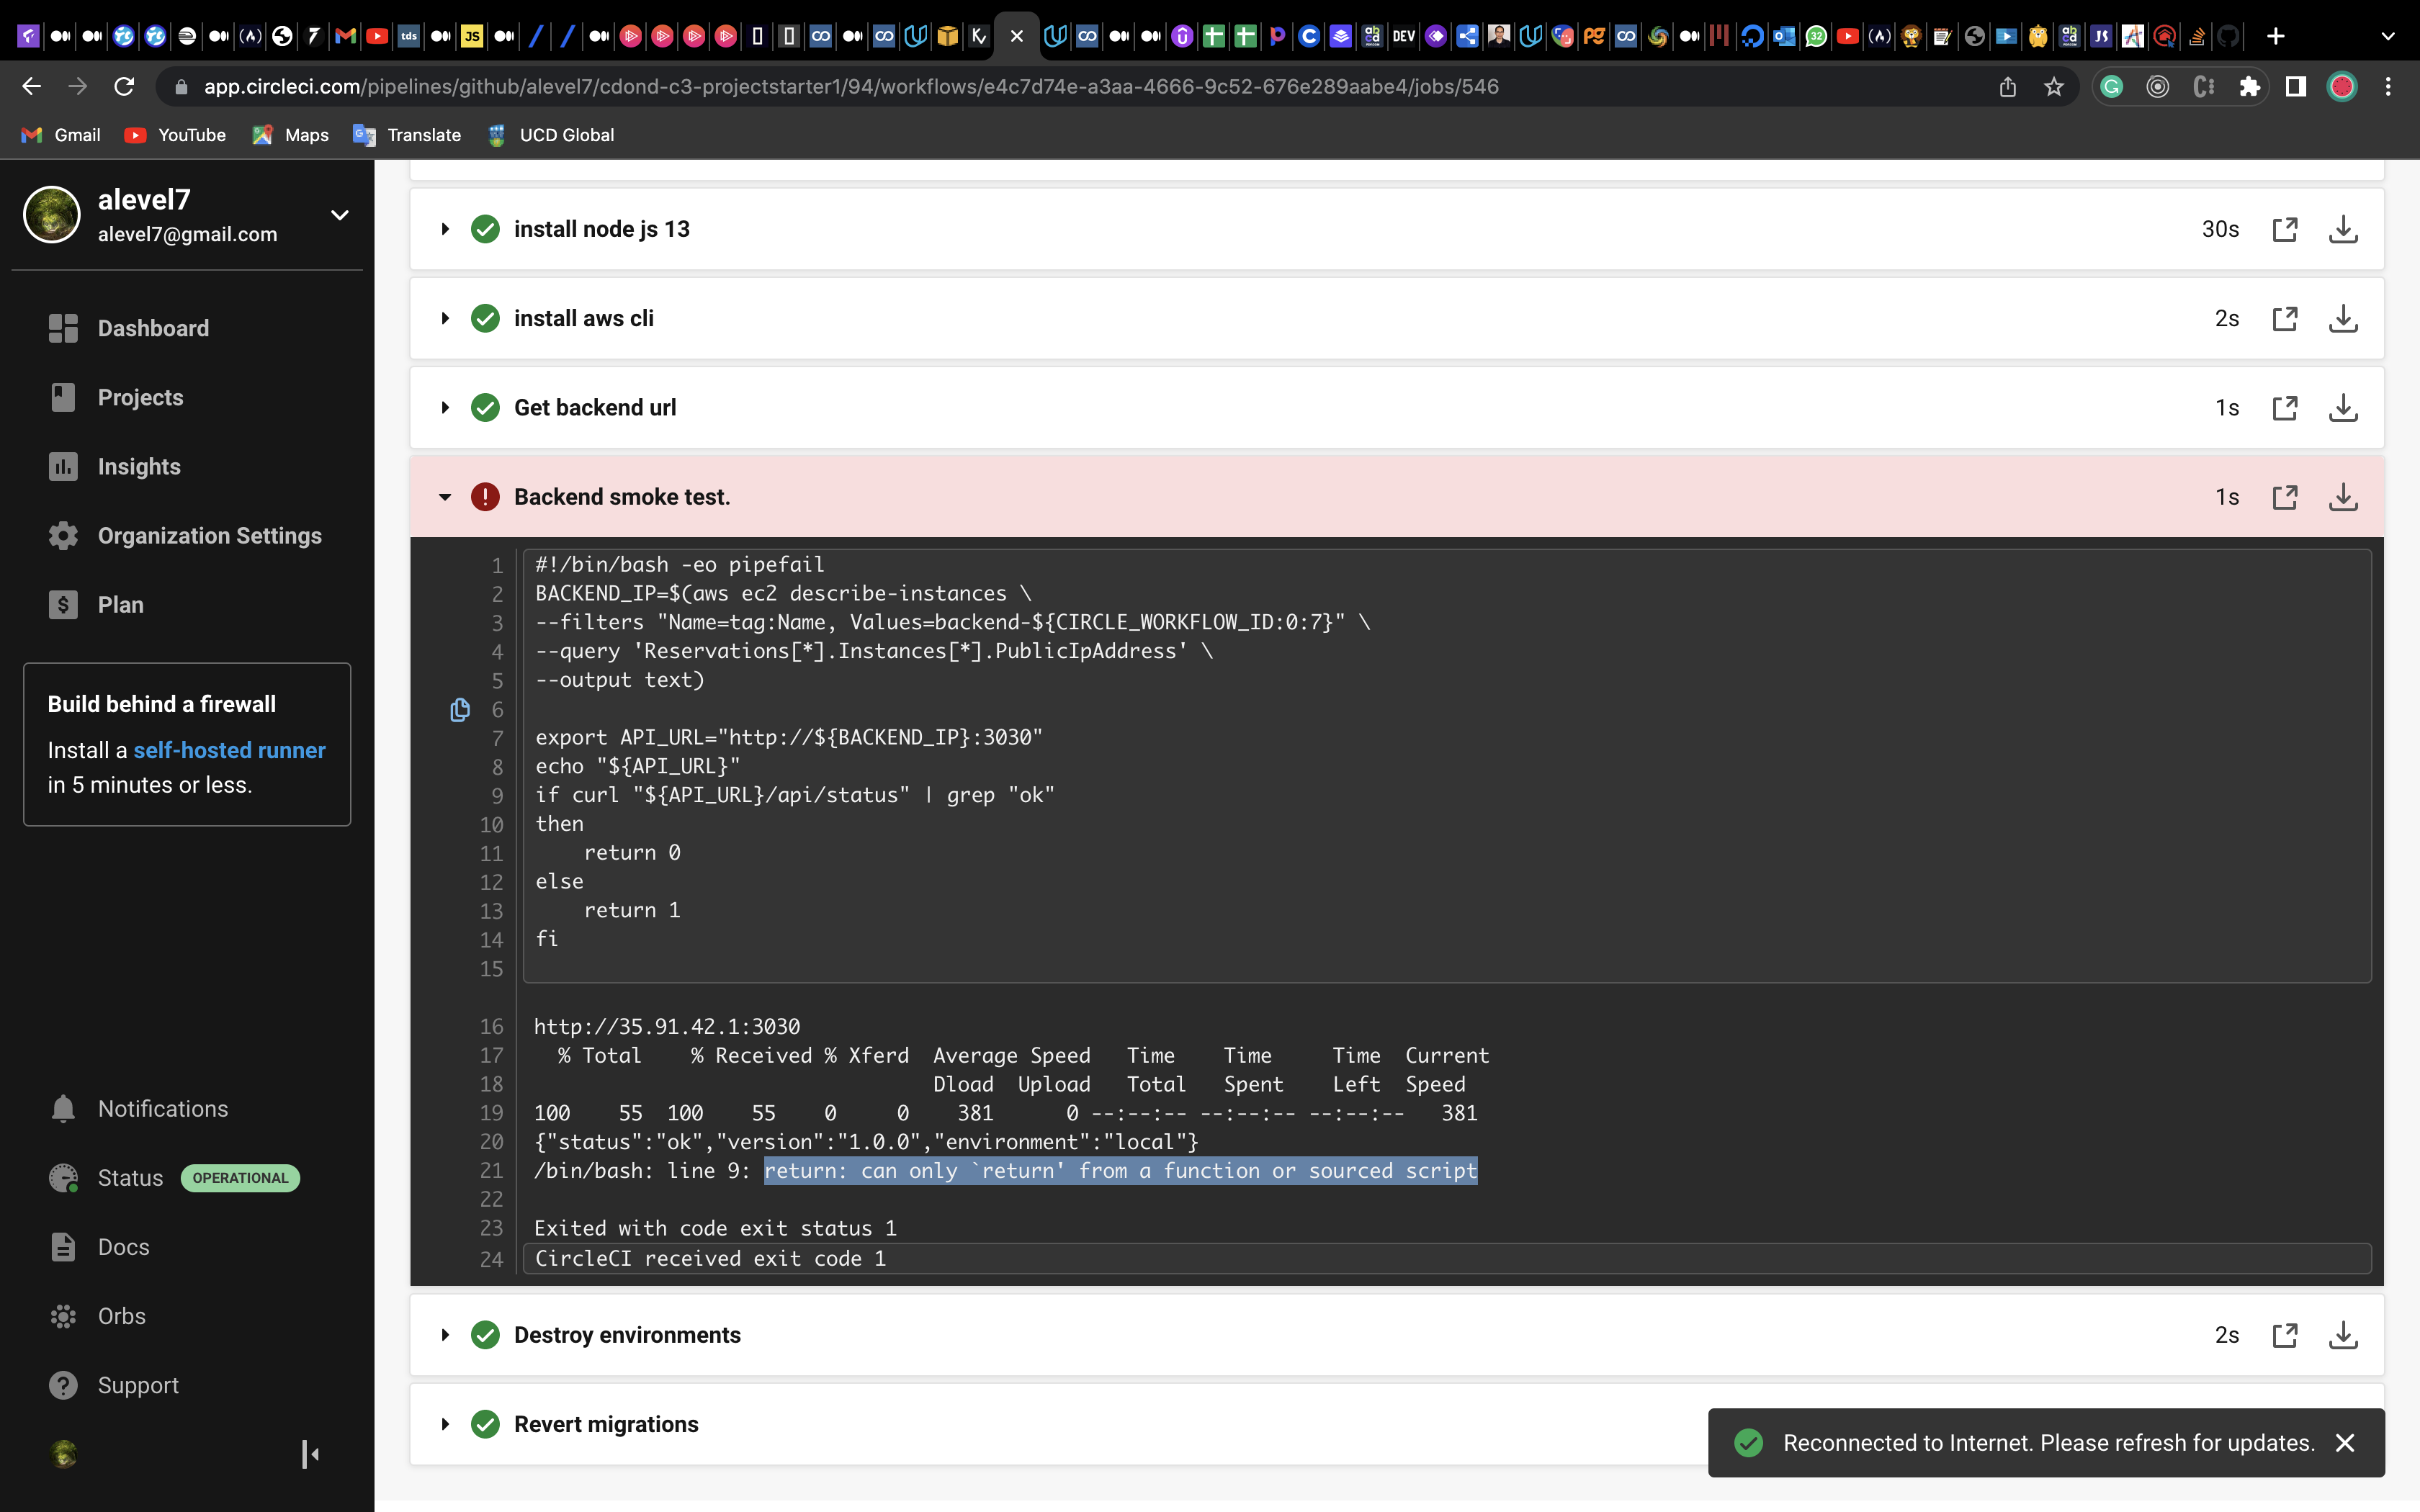 tds
JS
DEV
32
JS
app.circleci.com/pipelines/github/alevel7/cdond-c3-projectstarter1/94/workflows/e4c7d74e-a3aa-4666-9c52-676e289aabe4/jobs/546
Gmail
YouTube
Maps
Translate
UCD Global
alevel7
alevel7@gmail.com
Dashboard
Projects
Insights
Organization Settings
Plan
Build behind a firewall
Install a self-hosted runner
in 5 minutes or less.
Notifications
Status OPERATIONAL
Docs
Orbs
Support
install node js 13 30s
install aws cli 2s
Get backend url 1s
Backend smoke test. 1s
1 #!/bin/bash -eo pipefail
2 BACKEND_IP=$(aws ec2 describe-instances \
3 --filters "Name=tag:Name, Values=backend-${CIRCLE_WORKFLOW_ID:0:7}" \
4 --query 'Reservations[*].Instances[*].PublicIpAddress' \
5 --output text)
6
7 export API_URL="http://${BACKEND_IP}:3030"
8 echo "${API_URL}"
9 if curl "${API_URL}/api/status" | grep "ok"
10 then
11     return 0
12 else
13     return 1
14 fi
15
16 http://35.91.42.1:3030
17   % Total    % Received % Xferd  Average Speed   Time    Time     Time  Current
18                                  Dload  Upload   Total   Spent    Left  Speed
19 100    55  100    55    0     0    381      0 --:--:-- --:--:-- --:--:--   381
20 {"status":"ok","version":"1.0.0","environment":"local"}
21 /bin/bash: line 9: return: can only `return' from a function or sourced script
22
23 Exited with code exit status 1
24 CircleCI received exit code 1
Destroy environments 2s
Revert migrations
Reconnected to Internet. Please refresh for updates.